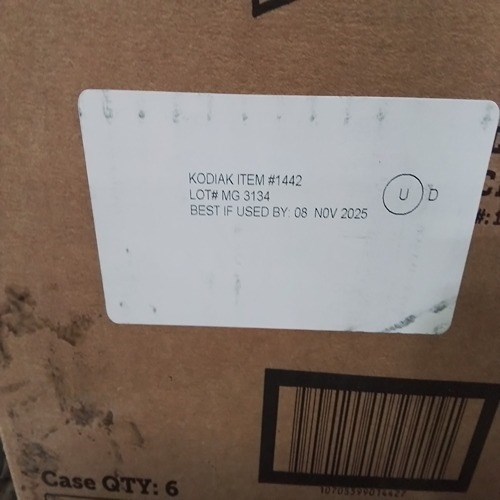 KODIAK ITEM #1442
LOT# MG 3134
BEST IF USED BY: 08 NOV 2025
U D
Case QTY: 6